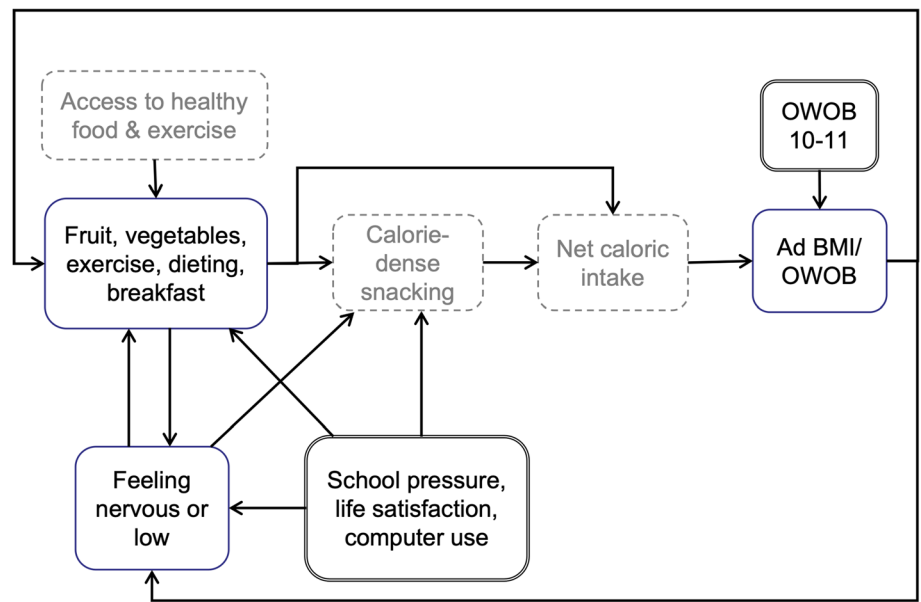 Access to healthy
food & exercise
OWOB
10-11
Fruit, vegetables,
exercise, dieting,
breakfast
Calorie-
dense
snacking
Net caloric
intake
Ad BMI/
OWOB
Feeling
nervous or
low
School pressure,
life satisfaction,
computer use